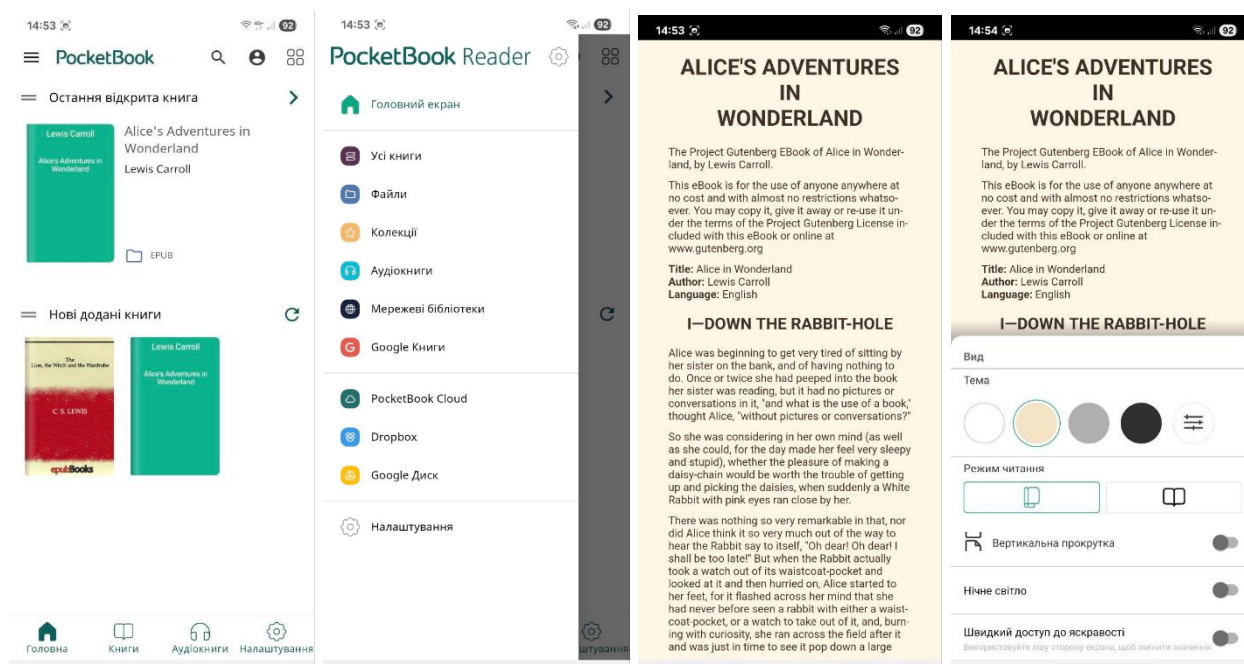 14:53
92
PocketBook
Остання відкрита книга
Lewis Carroll
Alice's Adventures in
Wonderland
Alice's Adventures in
Wonderland
Lewis Carroll
EPUB
Нові додані книги
The
Lion, the Witch and the Wardrobe
C. S. LEWIS
epubBooks
Lewis Carroll
Alice's Adventures in
Wonderland
Головна
Книги
Аудіокниги
Налаштування
14:53
92
PocketBook Reader
Головний екран
Усі книги
Файли
Колекції
Аудіокниги
Мережеві бібліотеки
Google Книги
PocketBook Cloud
Dropbox
Google Диск
Налаштування
штування
14:53
92
ALICE'S ADVENTURES
IN
WONDERLAND
The Project Gutenberg EBook of Alice in Wonder-
land, by Lewis Carroll.
This eBook is for the use of anyone anywhere at
no cost and with almost no restrictions whatso-
ever. You may copy it, give it away or re-use it un-
der the terms of the Project Gutenberg License in-
cluded with this eBook or online at
www.gutenberg.org
Title: Alice in Wonderland
Author: Lewis Carroll
Language: English
I—DOWN THE RABBIT-HOLE
Alice was beginning to get very tired of sitting by
her sister on the bank, and of having nothing to
do. Once or twice she had peeped into the book
her sister was reading, but it had no pictures or
conversations in it, "and what is the use of a book,"
thought Alice, "without pictures or conversations?"
So she was considering in her own mind (as well
as she could, for the day made her feel very sleepy
and stupid), whether the pleasure of making a
daisy-chain would be worth the trouble of getting
up and picking the daisies, when suddenly a White
Rabbit with pink eyes ran close by her.
There was nothing so very remarkable in that, nor
did Alice think it so very much out of the way to
hear the Rabbit say to itself, "Oh dear! Oh dear! I
shall be too late!" But when the Rabbit actually
took a watch out of its waistcoat-pocket and
looked at it and then hurried on, Alice started to
her feet, for it flashed across her mind that she
had never before seen a rabbit with either a waist-
coat-pocket, or a watch to take out of it, and, burn-
ing with curiosity, she ran across the field after it
and was just in time to see it pop down a large
14:54
92
ALICE'S ADVENTURES
IN
WONDERLAND
The Project Gutenberg EBook of Alice in Wonder-
land, by Lewis Carroll.
This eBook is for the use of anyone anywhere at
no cost and with almost no restrictions whatso-
ever. You may copy it, give it away or re-use it un-
der the terms of the Project Gutenberg License in-
cluded with this eBook or online at
www.gutenberg.org
Title: Alice in Wonderland
Author: Lewis Carroll
Language: English
I—DOWN THE RABBIT-HOLE
Вид
Тема
Режим читання
Вертикальна прокрутка
Нічне світло
Швидкий доступ до яскравості
Використовуйте ліву сторону екрана, щоб змінити значення